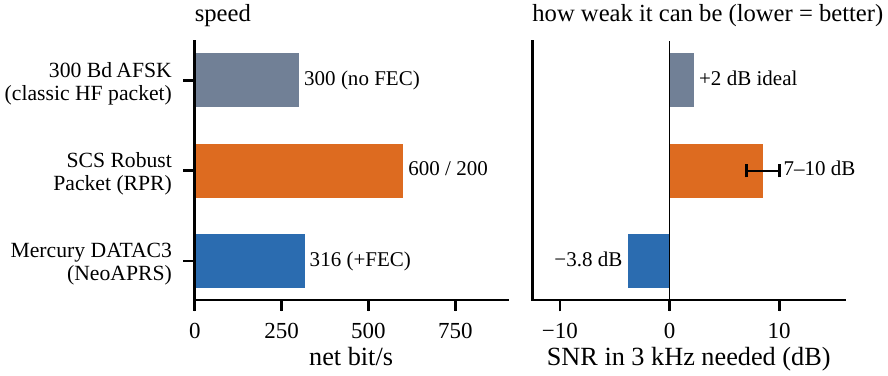 speed
300 Bd AFSK
(classic HF packet)
300 (no FEC)
SCS Robust
Packet (RPR)
600 / 200
Mercury DATAC3
(NeoAPRS)
316 (+FEC)
0 250 500 750
net bit/s
how weak it can be (lower = better)
+2 dB ideal
7–10 dB
−3.8 dB
−10 0 10
SNR in 3 kHz needed (dB)